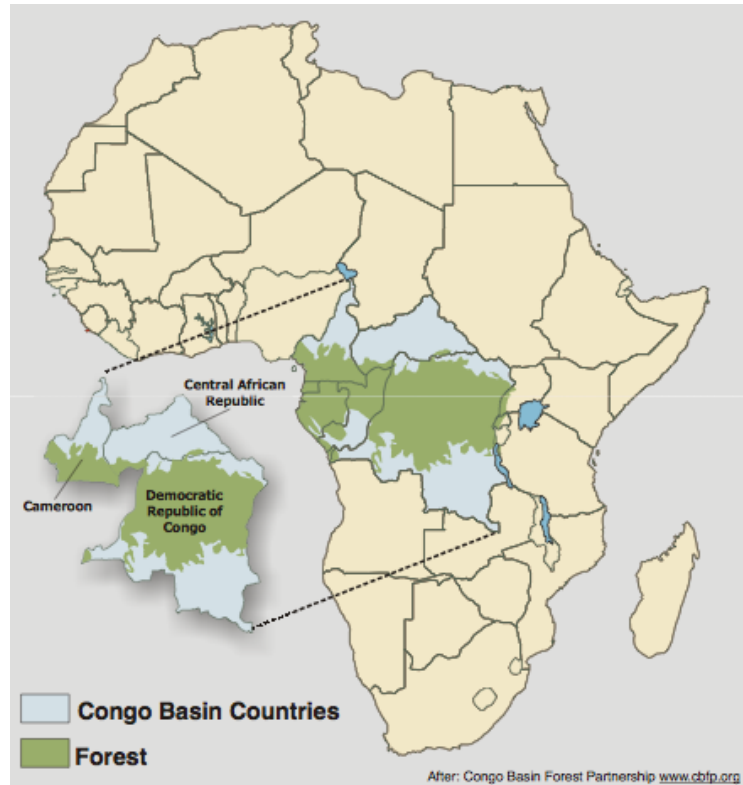 Central African
Republic
Cameroon
Democratic
Republic of
Congo
Congo Basin Countries
Forest
After: Congo Basin Forest Partnership www.cbfp.org